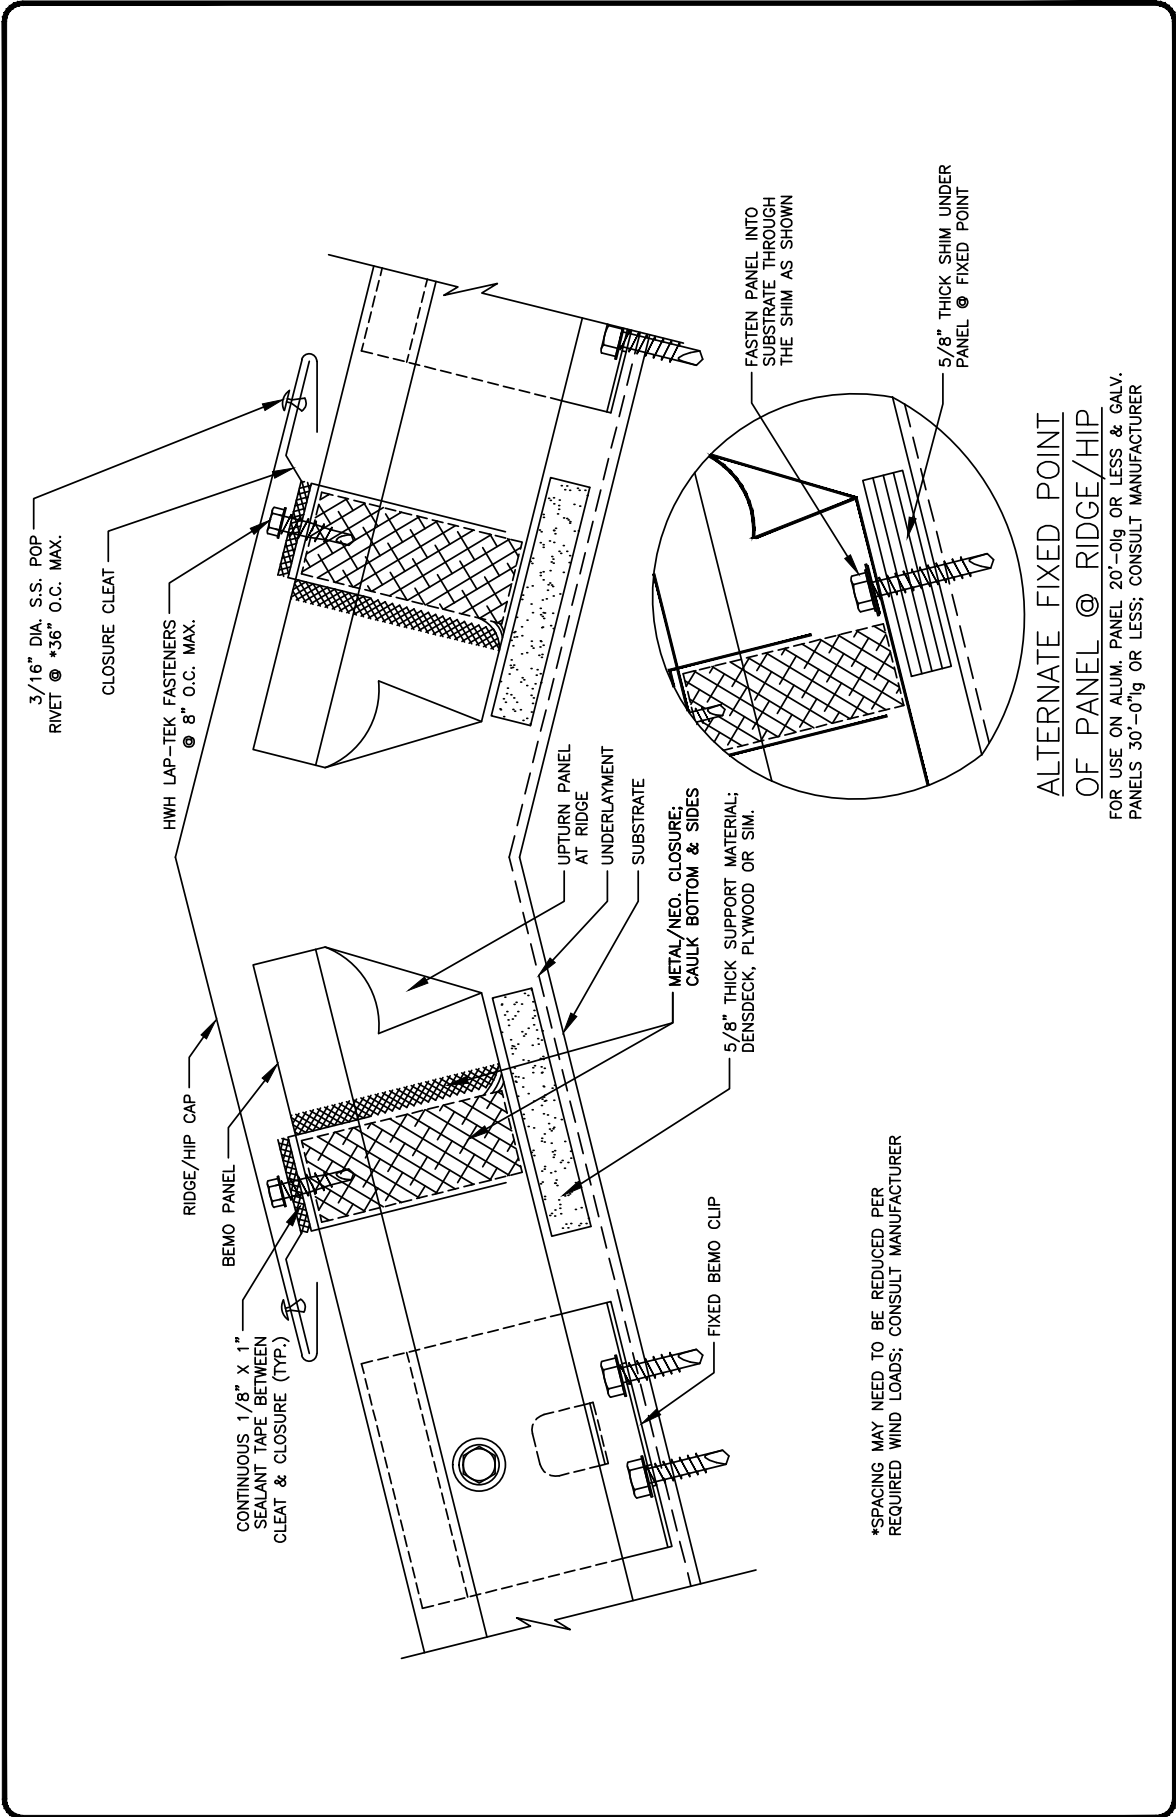 3/16" DIA. S.S. POP
RIVET @ *36" O.C. MAX.
CLOSURE CLEAT
HWH LAP-TEK FASTENERS
@ 8" O.C. MAX.
RIDGE/HIP CAP
BEMO PANEL
CONTINUOUS 1/8" X 1"
SEALANT TAPE BETWEEN
CLEAT & CLOSURE (TYP.)
UPTURN PANEL
AT RIDGE
UNDERLAYMENT
SUBSTRATE
METAL/NEO. CLOSURE;
CAULK BOTTOM & SIDES
5/8" THICK SUPPORT MATERIAL;
DENSDECK, PLYWOOD OR SIM.
FIXED BEMO CLIP
*SPACING MAY NEED TO BE REDUCED PER
REQUIRED WIND LOADS; CONSULT MANUFACTURER
FASTEN PANEL INTO
SUBSTRATE THROUGH
THE SHIM AS SHOWN
5/8" THICK SHIM UNDER
PANEL @ FIXED POINT
ALTERNATE FIXED POINT
OF PANEL @ RIDGE/HIP
FOR USE ON ALUM. PANEL 20'-0lg OR LESS & GALV.
PANELS 30'-0"lg OR LESS; CONSULT MANUFACTURER